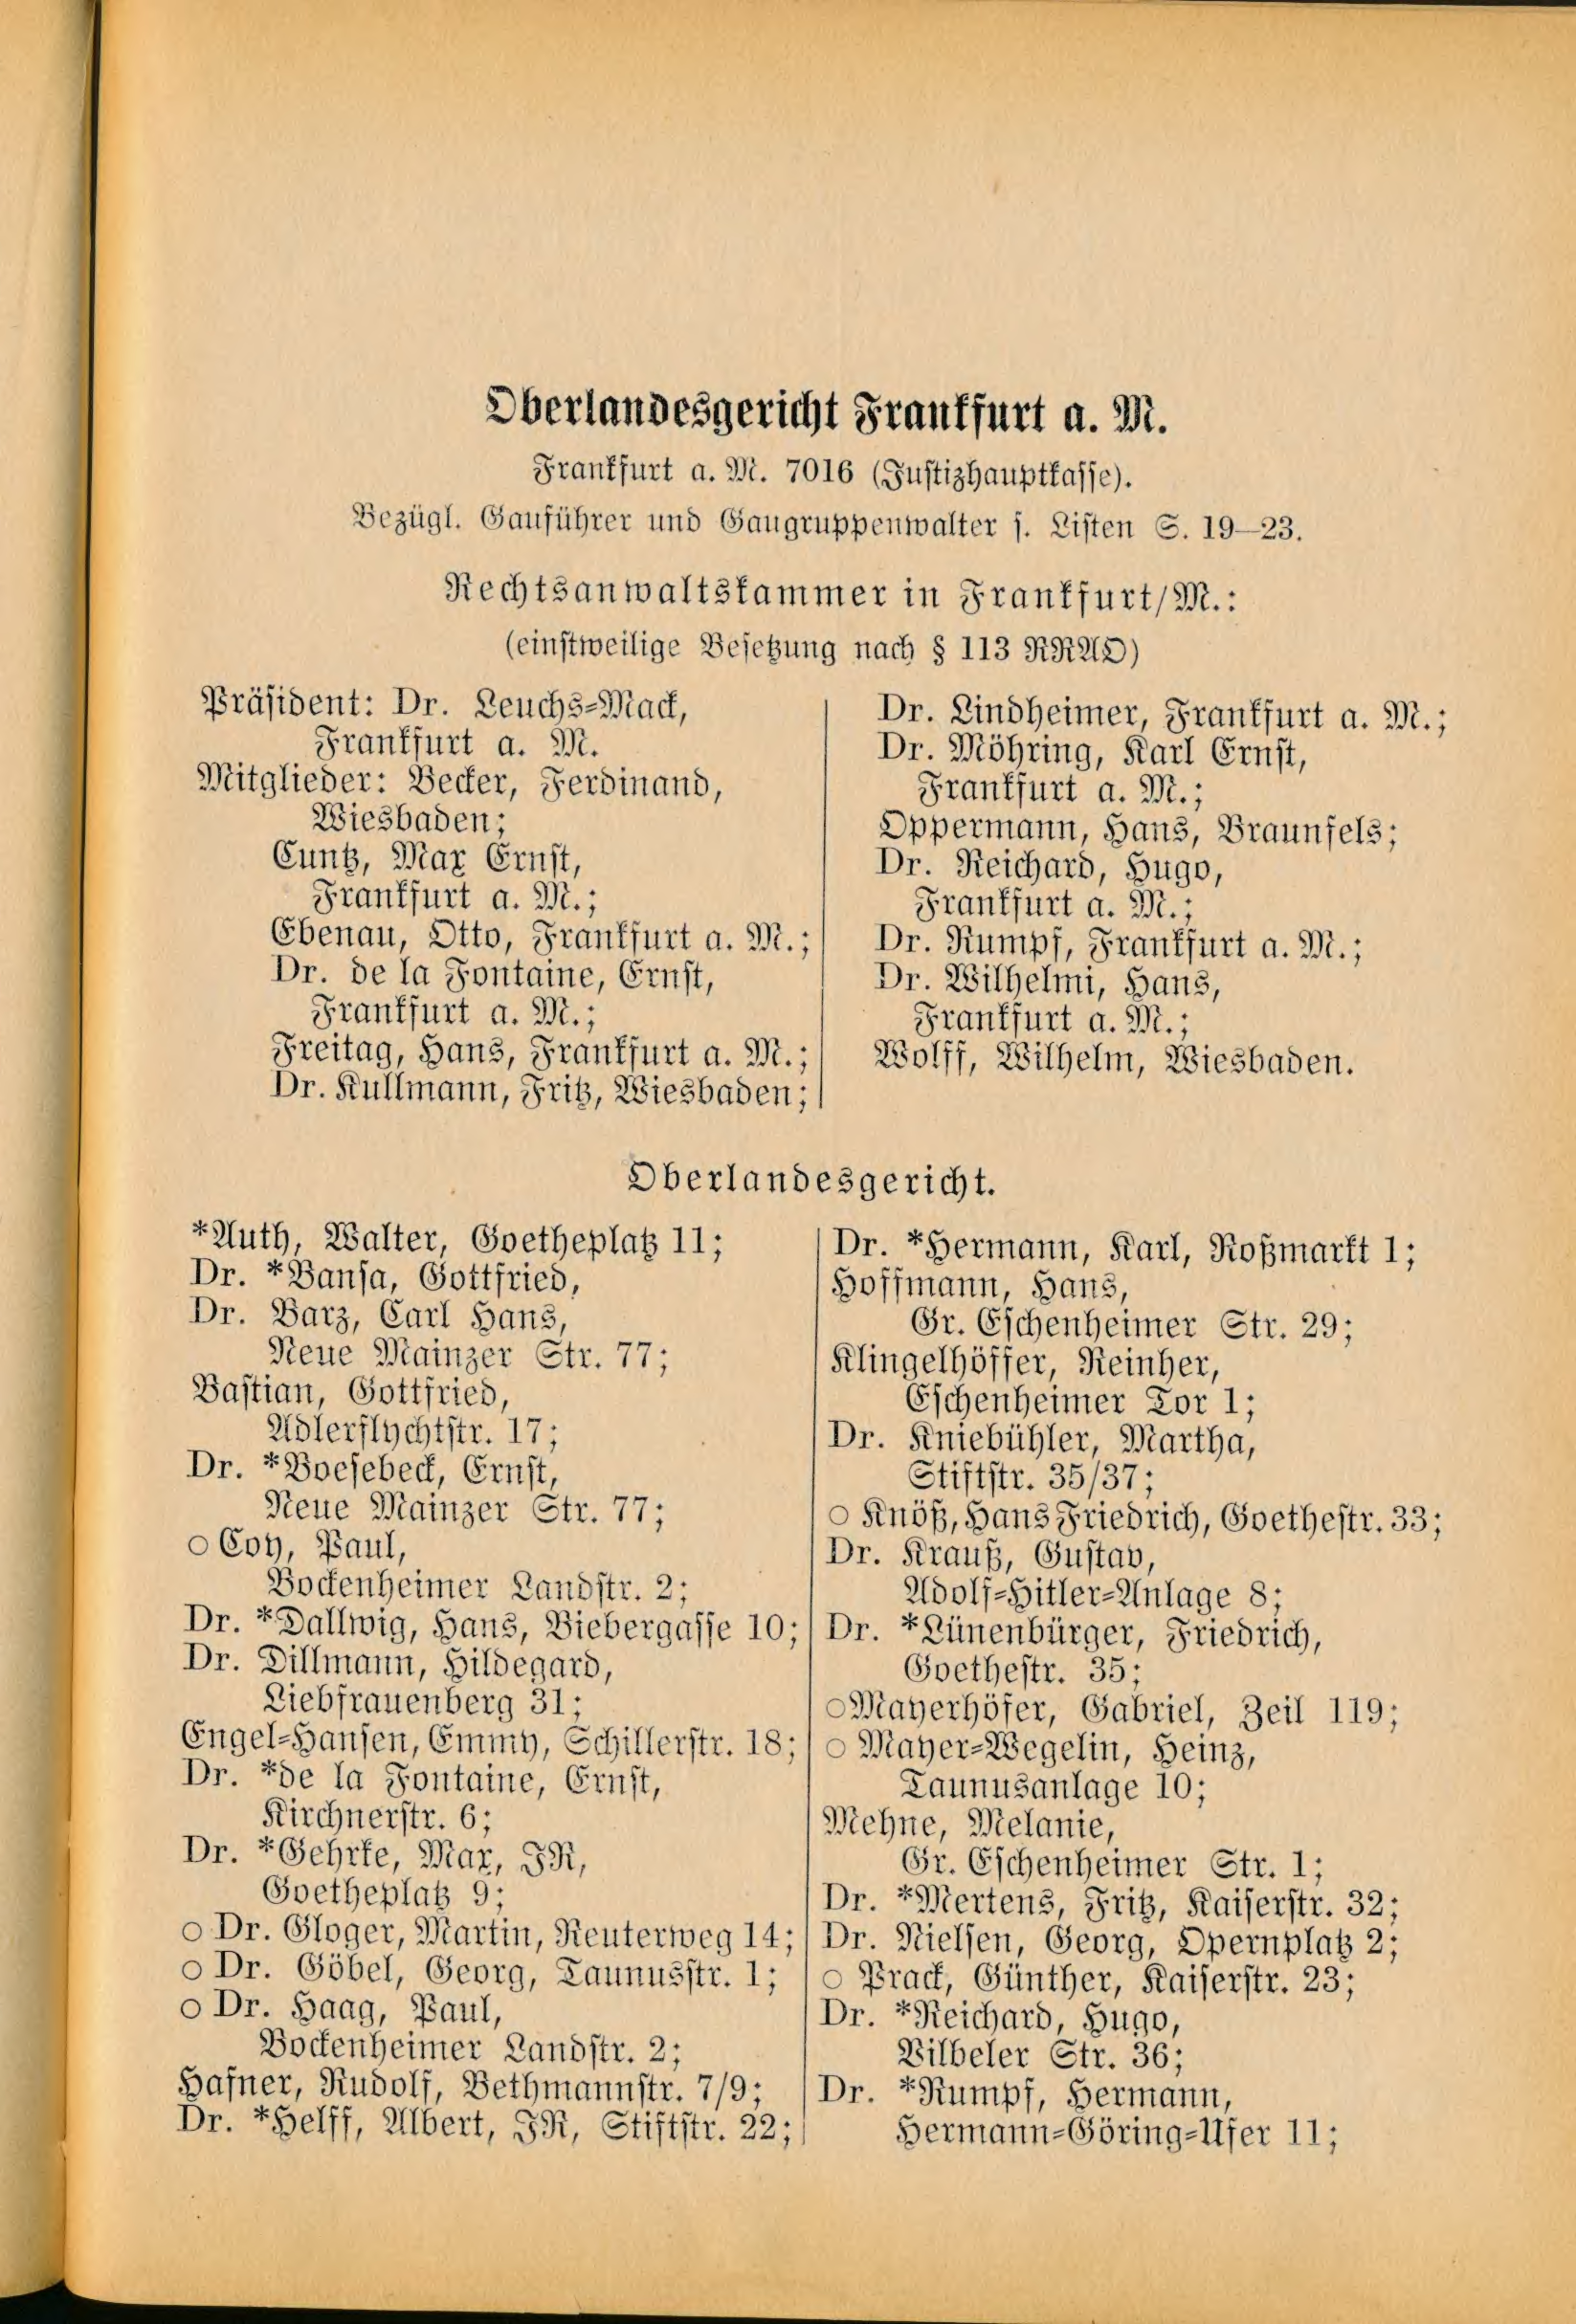 Oberlandesgericht Frankfurt a. M.
Frankfurt a. M. 7016 (Justizhauptkasse).
Bezügl. Gauführer und Gaugruppenwalter s. Listen S. 19—23.
Rechtsanwaltskammer in Frankfurt/M.:
(einstweilige Besetzung nach § 113 RRAO)
Präsident: Dr. Leuchs-Mack,
Frankfurt a. M.
Mitglieder: Becker, Ferdinand,
Wiesbaden;
Cuntz, Max Ernst,
Frankfurt a. M.;
Ebenau, Otto, Frankfurt a. M.;
Dr. de la Fontaine, Ernst,
Frankfurt a. M.;
Freitag, Hans, Frankfurt a. M.;
Dr. Kullmann, Fritz, Wiesbaden;
Dr. Lindheimer, Frankfurt a. M.;
Dr. Möhring, Karl Ernst,
Frankfurt a. M.;
Oppermann, Hans, Braunfels;
Dr. Reichard, Hugo,
Frankfurt a. M.;
Dr. Rumpf, Frankfurt a. M.;
Dr. Wilhelmi, Hans,
Frankfurt a. M.;
Wolff, Wilhelm, Wiesbaden.
Oberlandesgericht.
*Auth, Walter, Goetheplatz 11;
Dr. *Bansa, Gottfried,
Dr. Barz, Carl Hans,
Neue Mainzer Str. 77;
Bastian, Gottfried,
Adlerflychtstr. 17;
Dr. *Boesebeck, Ernst,
Neue Mainzer Str. 77;
○ Coy, Paul,
Bockenheimer Landstr. 2;
Dr. *Dallwig, Hans, Biebergasse 10;
Dr. Dillmann, Hildegard,
Liebfrauenberg 31;
Engel-Hansen, Emmy, Schillerstr. 18;
Dr. *de la Fontaine, Ernst,
Kirchnerstr. 6;
Dr. *Gehrke, Max, JR,
Goetheplatz 9;
○ Dr. Gloger, Martin, Reuterweg 14;
○ Dr. Göbel, Georg, Taunusstr. 1;
○ Dr. Haag, Paul,
Bockenheimer Landstr. 2;
Hafner, Rudolf, Bethmannstr. 7/9;
Dr. *Helff, Albert, JR, Stiftstr. 22;
Dr. *Hermann, Karl, Roßmarkt 1;
Hoffmann, Hans,
Gr. Eschenheimer Str. 29;
Klingelhöffer, Reinher,
Eschenheimer Tor 1;
Dr. Kniebühler, Martha,
Stiftstr. 35/37;
○ Knöß, Hans Friedrich, Goethestr. 33;
Dr. Krauß, Gustav,
Adolf-Hitler-Anlage 8;
Dr. *Lünenbürger, Friedrich,
Goethestr. 35;
○Mayerhöfer, Gabriel, Zeil 119;
○ Mayer-Wegelin, Heinz,
Taunusanlage 10;
Mehne, Melanie,
Gr. Eschenheimer Str. 1;
Dr. *Mertens, Fritz, Kaiserstr. 32;
Dr. Nielsen, Georg, Opernplatz 2;
○ Prack, Günther, Kaiserstr. 23;
Dr. *Reichard, Hugo,
Vilbeler Str. 36;
Dr. *Rumpf, Hermann,
Hermann-Göring-Ufer 11;